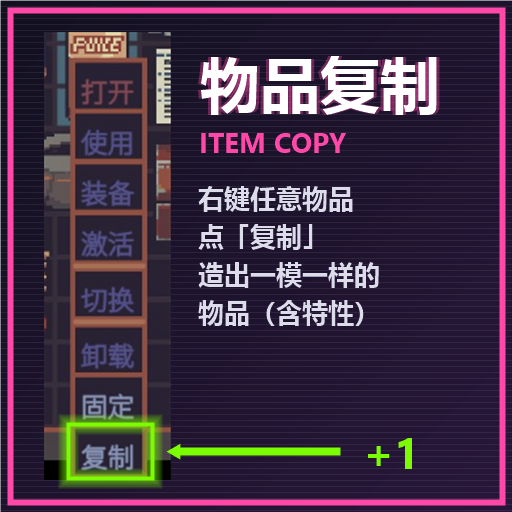 打开
使用
装备
激活
切换
卸载
固定
复制
物品复制
ITEM COPY
右键任意物品
点「复制」
造出一模一样的
物品（含特性）
+1